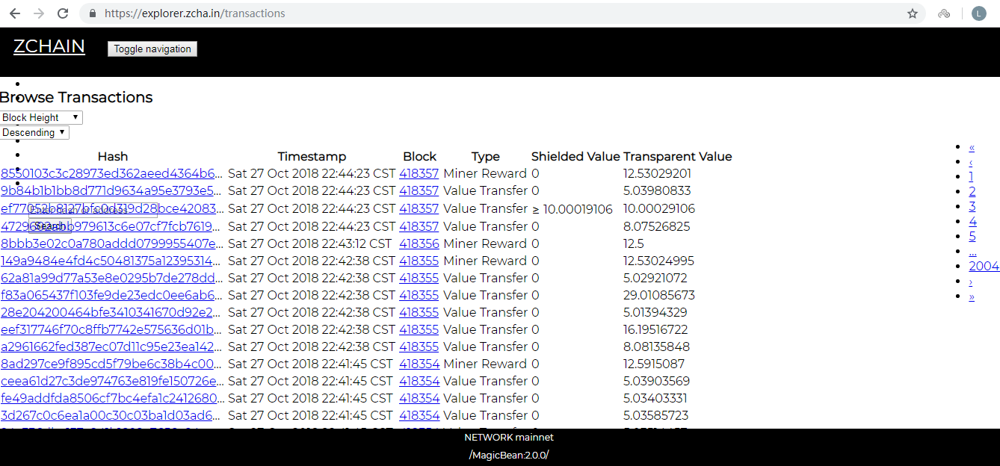 https://explorer.zcha.in/transactions
L
ZCHAIN Toggle navigation
Browse Transactions
Block Height
Descending
Hash Timestamp Block Type Shielded Value Transparent Value
8550103c3c28973ed362aeed4364b6... Sat 27 Oct 2018 22:44:23 CST 418357 Miner Reward 0 12.53029201
9b84b1b1bb8d771d9634a95e3793e5... Sat 27 Oct 2018 22:44:23 CST 418357 Value Transfer 0 5.03980833
Sat 27 Oct 2018 22:44:23 CST 418357 Value Transfer ≥ 10.00019106 10.00029106
Enter hash or address
Sat 27 Oct 2018 22:44:23 CST 418357 Value Transfer 0 8.07526825
Search
8bbb3e02c0a780addd0799955407e... Sat 27 Oct 2018 22:43:12 CST 418356 Miner Reward 0 12.5
149a9484e4fd4c50481375a12395314... Sat 27 Oct 2018 22:42:38 CST 418355 Miner Reward 0 12.53024995
62a81a99d77a53e8e0295b7de278dd... Sat 27 Oct 2018 22:42:38 CST 418355 Value Transfer 0 5.02921072
f83a065437f103fe9de23edc0ee6ab6... Sat 27 Oct 2018 22:42:38 CST 418355 Value Transfer 0 29.01085673
28e204200464bfe3410341670d92e2... Sat 27 Oct 2018 22:42:38 CST 418355 Value Transfer 0 5.01394329
eef317746f70c8ffb7742e575636d01b... Sat 27 Oct 2018 22:42:38 CST 418355 Value Transfer 0 16.19516722
a2961662fed387ec07d11c95e23ea142... Sat 27 Oct 2018 22:42:38 CST 418355 Value Transfer 0 8.08135848
8ad297ce9f895cd5f79be6c38b4c00... Sat 27 Oct 2018 22:41:45 CST 418354 Miner Reward 0 12.5915087
ceea61d27c3de974763e819fe150726e... Sat 27 Oct 2018 22:41:45 CST 418354 Value Transfer 0 5.03903569
fe49addfda8506cf7bc4efa1c2412680... Sat 27 Oct 2018 22:41:45 CST 418354 Value Transfer 0 5.03403331
3d267c0c6ea1a00c30c03ba1d03ad6... Sat 27 Oct 2018 22:41:45 CST 418354 Value Transfer 0 5.03585723
«
‹
1
2
3
4
5
...
2004
›
»
NETWORK mainnet
/MagicBean:2.0.0/